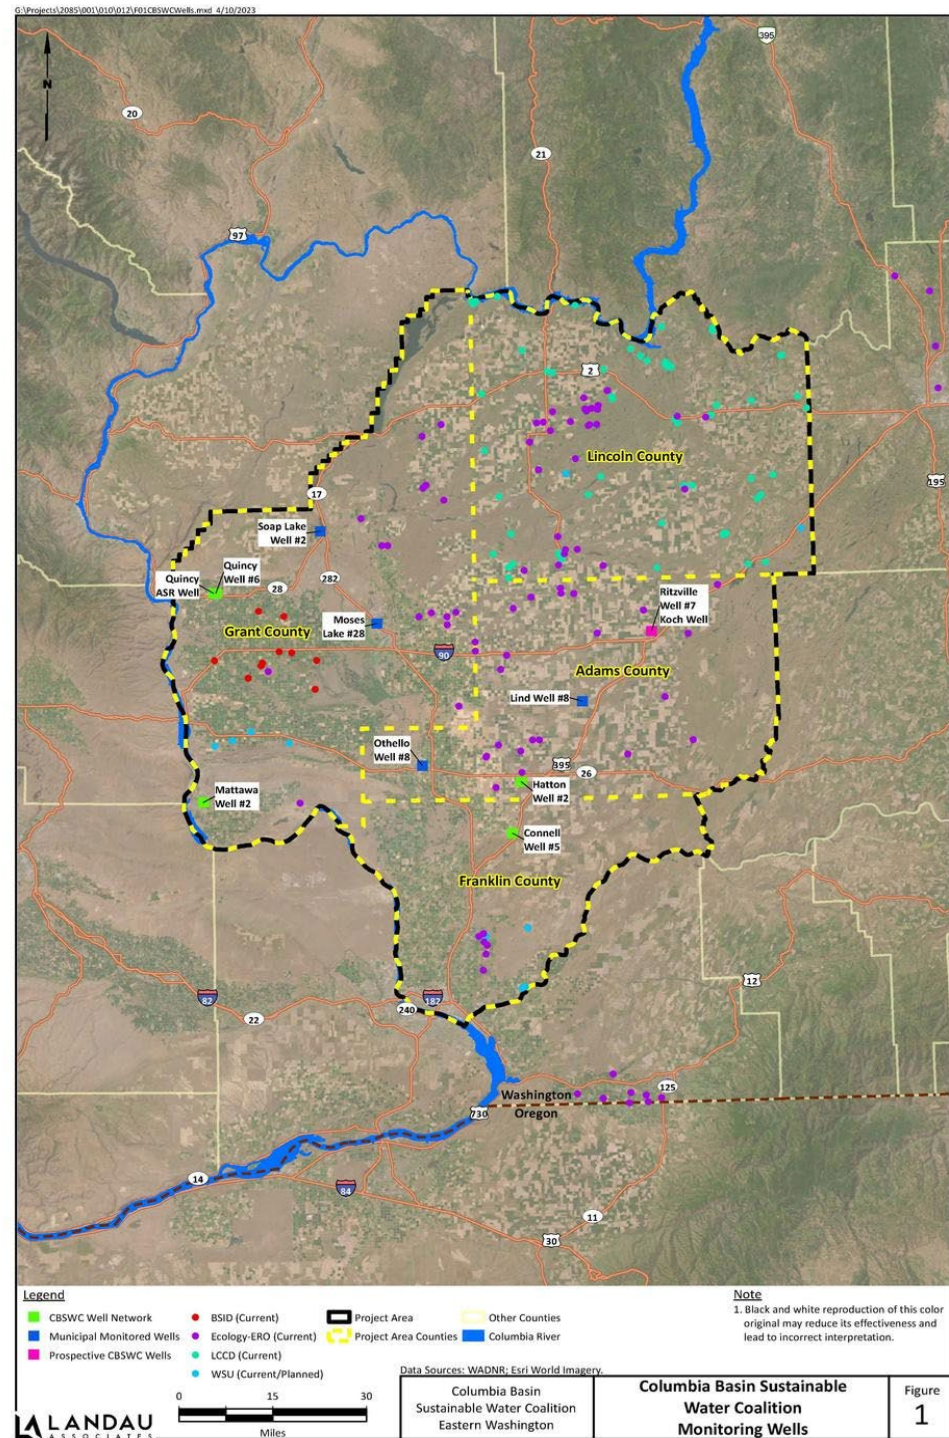 G:\Projects\2085\001\010\012\F01CBSWCWells.mxd 4/10/2023
N
395
20
21
97
2
Lincoln County
195
17
Soap Lake
Well #2
Quincy
Well #6
Quincy
ASR Well
28
282
Ritzville
Well #7
Koch Well
Moses
Lake #28
Grant County
90
Adams County
Lind Well #8
Othello
Well #8
395
26
Hatton
Well #2
Mattawa
Well #2
Connell
Well #5
Franklin County
12
82
182
240
22
125
Washington
Oregon
730
14
84
11
30
Legend
CBSWC Well Network
Municipal Monitored Wells
Prospective CBSWC Wells
BSID (Current)
Ecology-ERO (Current)
LCCD (Current)
WSU (Current/Planned)
Project Area
Project Area Counties
Other Counties
Columbia River
Note
1. Black and white reproduction of this color
original may reduce its effectiveness and
lead to incorrect interpretation.
Data Sources: WADNR; Esri World Imagery.
0 15 30
Miles
LANDAU
ASSOCIATES
Columbia Basin
Sustainable Water Coalition
Eastern Washington
Columbia Basin Sustainable
Water Coalition
Monitoring Wells
Figure
1